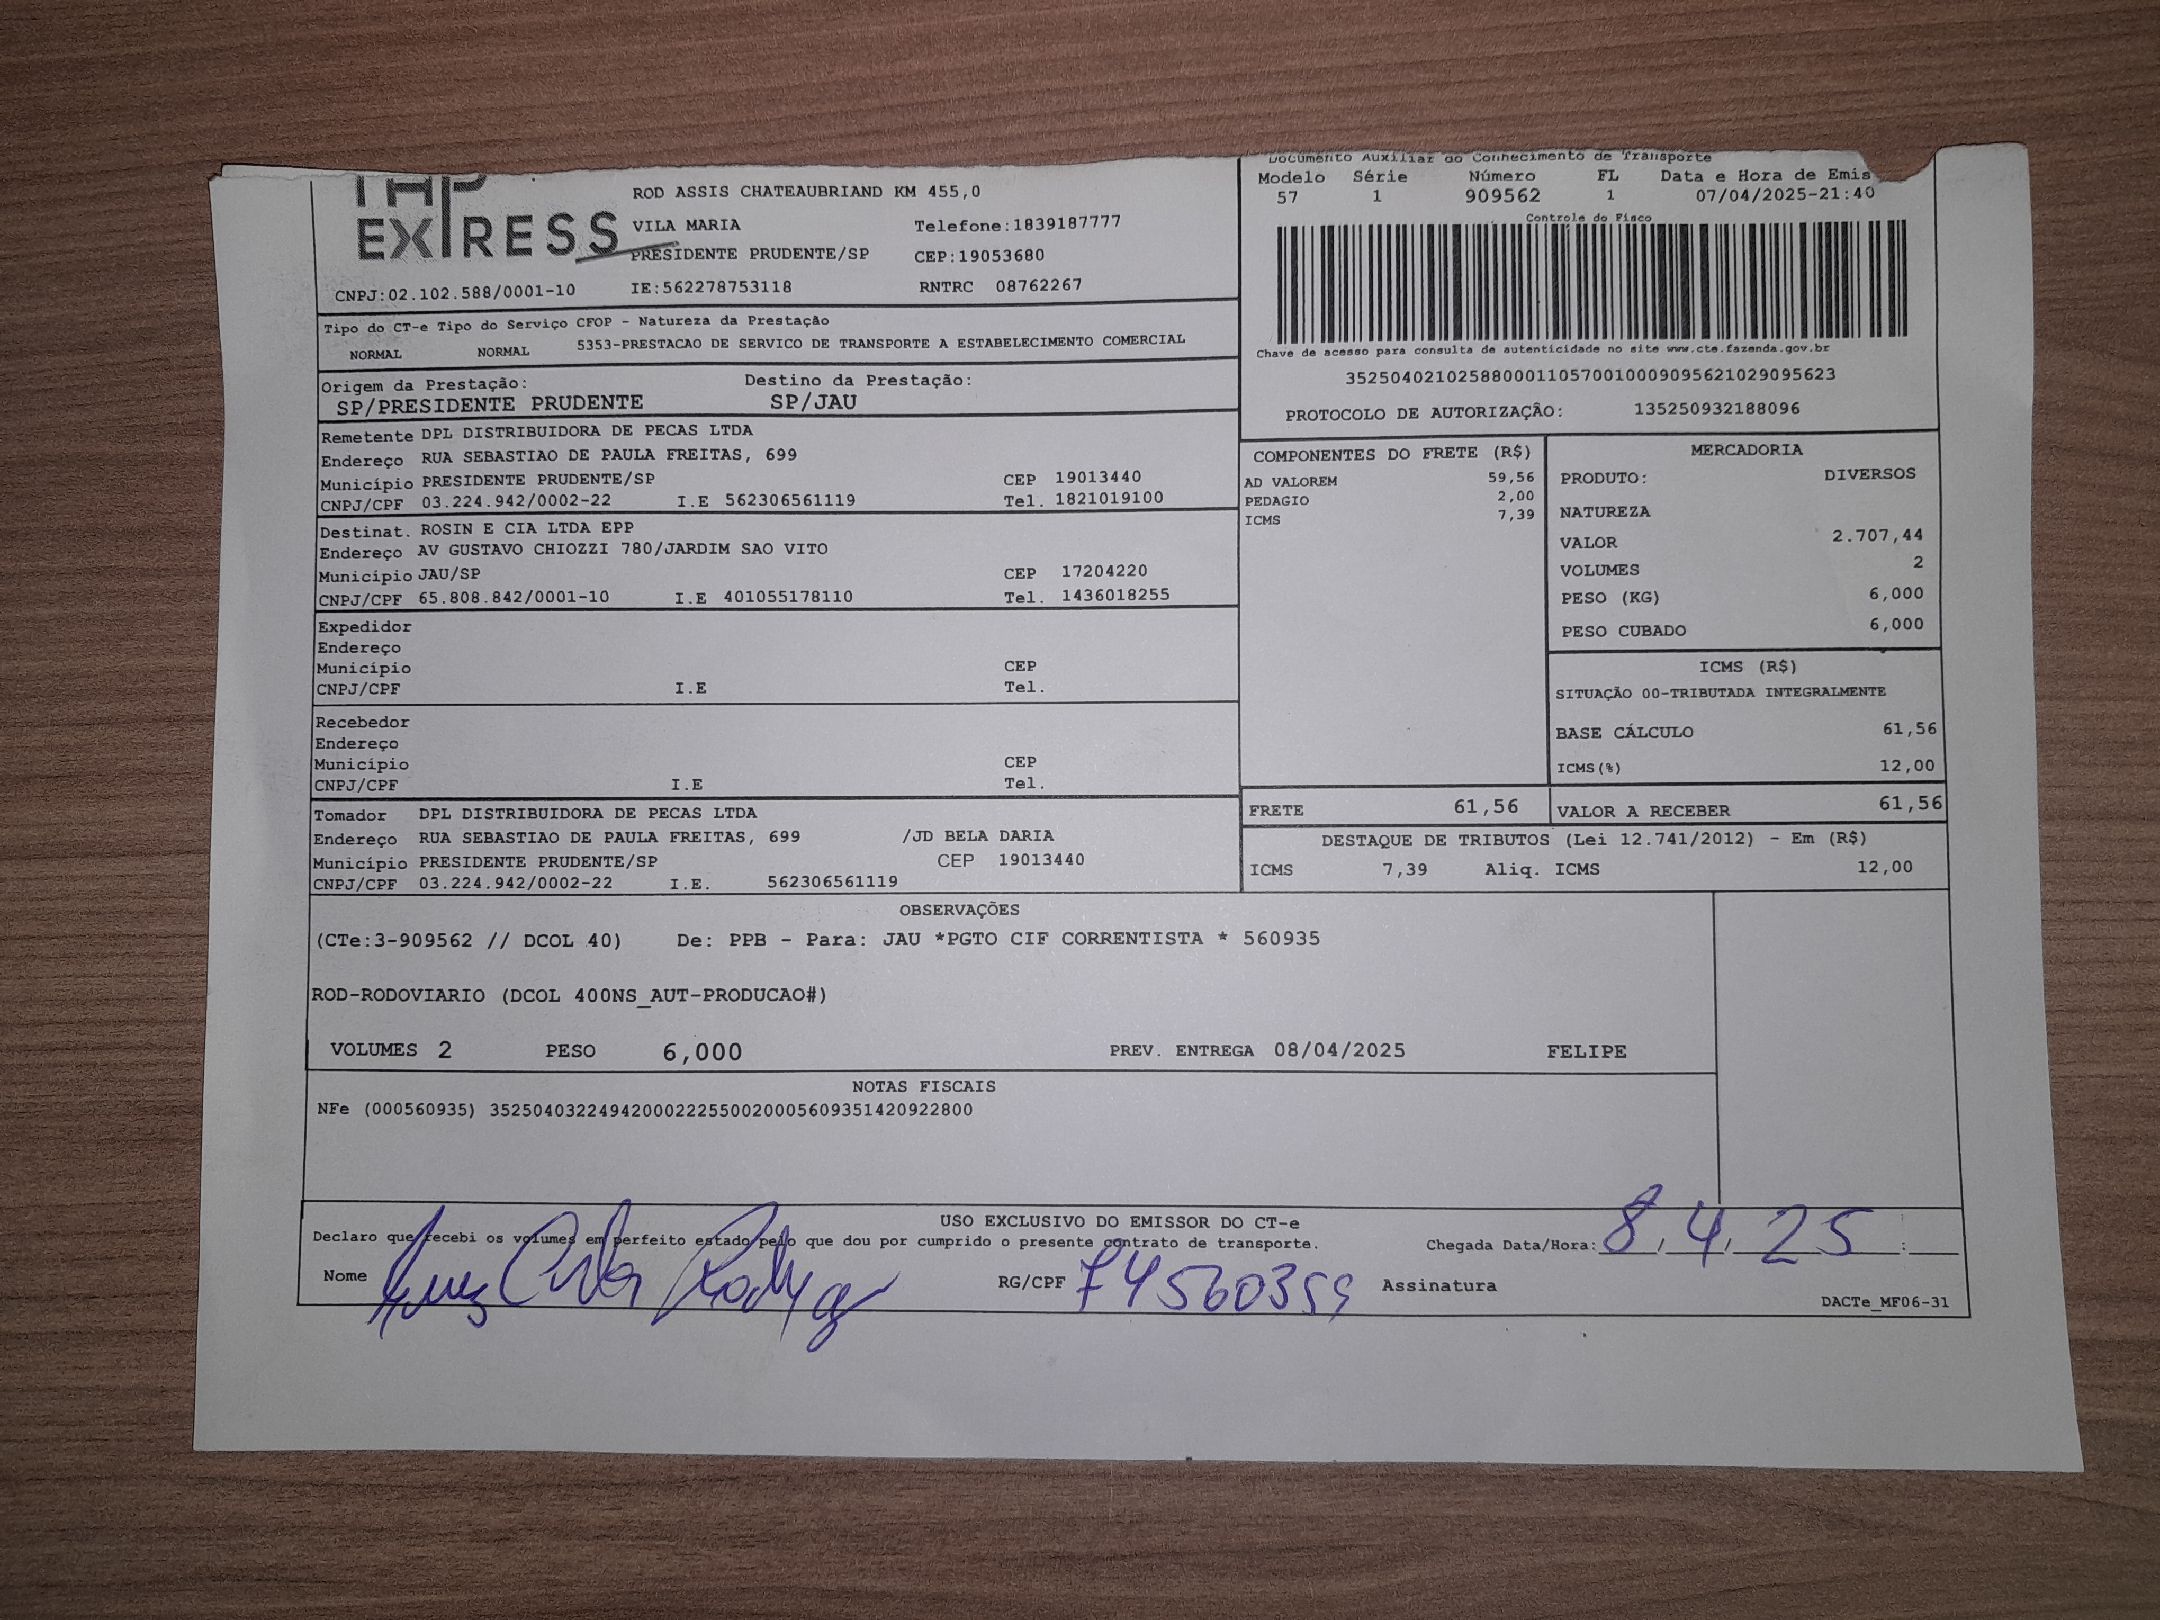 TAP
EXPRESS
ROD ASSIS CHATEAUBRIAND KM 455,0
VILA MARIA Telefone:1839187777
PRESIDENTE PRUDENTE/SP CEP:19053680
CNPJ:02.102.588/0001-10 IE:562278753118 RNTRC 08762267
Documento Auxiliar do Conhecimento de Transporte
Modelo Série Número FL Data e Hora de Emis
57 1 909562 1 07/04/2025-21:40
Controle do Fisco
Chave de acesso para consulta de autenticidade no site www.cte.fazenda.gov.br
35250402102588000110570010009095621029095623
PROTOCOLO DE AUTORIZAÇÃO: 135250932188096
Tipo do CT-e Tipo do Serviço CFOP - Natureza da Prestação
NORMAL NORMAL 5353-PRESTACAO DE SERVICO DE TRANSPORTE A ESTABELECIMENTO COMERCIAL
Origem da Prestação: Destino da Prestação:
SP/PRESIDENTE PRUDENTE SP/JAU
Remetente DPL DISTRIBUIDORA DE PECAS LTDA
Endereço RUA SEBASTIAO DE PAULA FREITAS, 699
Município PRESIDENTE PRUDENTE/SP CEP 19013440
CNPJ/CPF 03.224.942/0002-22 I.E 562306561119 Tel. 1821019100
Destinat. ROSIN E CIA LTDA EPP
Endereço AV GUSTAVO CHIOZZI 780/JARDIM SAO VITO
Município JAU/SP CEP 17204220
CNPJ/CPF 65.808.842/0001-10 I.E 401055178110 Tel. 1436018255
Expedidor
Endereço
Município CEP
CNPJ/CPF I.E Tel.
Recebedor
Endereço
Município CEP
CNPJ/CPF I.E Tel.
Tomador DPL DISTRIBUIDORA DE PECAS LTDA
Endereço RUA SEBASTIAO DE PAULA FREITAS, 699 /JD BELA DARIA
Município PRESIDENTE PRUDENTE/SP CEP 19013440
CNPJ/CPF 03.224.942/0002-22 I.E. 562306561119
COMPONENTES DO FRETE (R$)
AD VALOREM 59,56
PEDAGIO 2,00
ICMS 7,39
MERCADORIA
PRODUTO: DIVERSOS
NATUREZA
VALOR 2.707,44
VOLUMES 2
PESO (KG) 6,000
PESO CUBADO 6,000
ICMS (R$)
SITUAÇÃO 00-TRIBUTADA INTEGRALMENTE
BASE CÁLCULO 61,56
ICMS(%) 12,00
FRETE 61,56 VALOR A RECEBER 61,56
DESTAQUE DE TRIBUTOS (Lei 12.741/2012) - Em (R$)
ICMS 7,39 Aliq. ICMS 12,00
OBSERVAÇÕES
(CTe:3-909562 // DCOL 40) De: PPB - Para: JAU *PGTO CIF CORRENTISTA * 560935
ROD-RODOVIARIO (DCOL 400NS_AUT-PRODUCAO#)
VOLUMES 2 PESO 6,000 PREV. ENTREGA 08/04/2025 FELIPE
NOTAS FISCAIS
NFe (000560935) 35250403224942000222550020005609351420922800
USO EXCLUSIVO DO EMISSOR DO CT-e
Declaro que recebi os volumes em perfeito estado pelo que dou por cumprido o presente contrato de transporte. Chegada Data/Hora: 8, 4, 25 :
Nome RG/CPF 74560359 Assinatura
DACTe_MF06-31